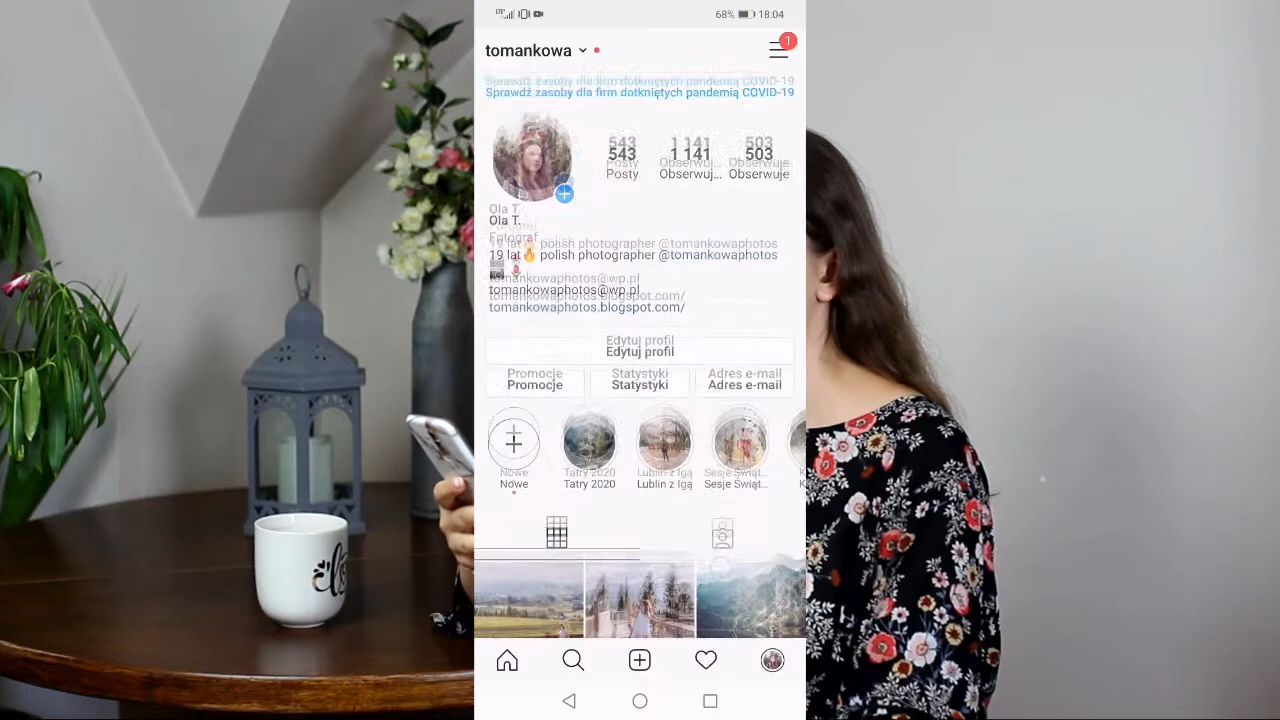 68% 18:04
tomankowa
1
Sprawdź zasoby dla firm dotkniętych pandemią COVID-19
543 1 141 503
Posty Obserwuj... Obserwuje
Ola T.
Fotograf
19 lat🔥 polish photographer @tomankowaphotos
tomankowaphotos@wp.pl
tomankowaphotos.blogspot.com/
Edytuj profil
Promocje Statystyki Adres e-mail
Nowe Tatry 2020 Lublin z Igą Sesje Świąt...